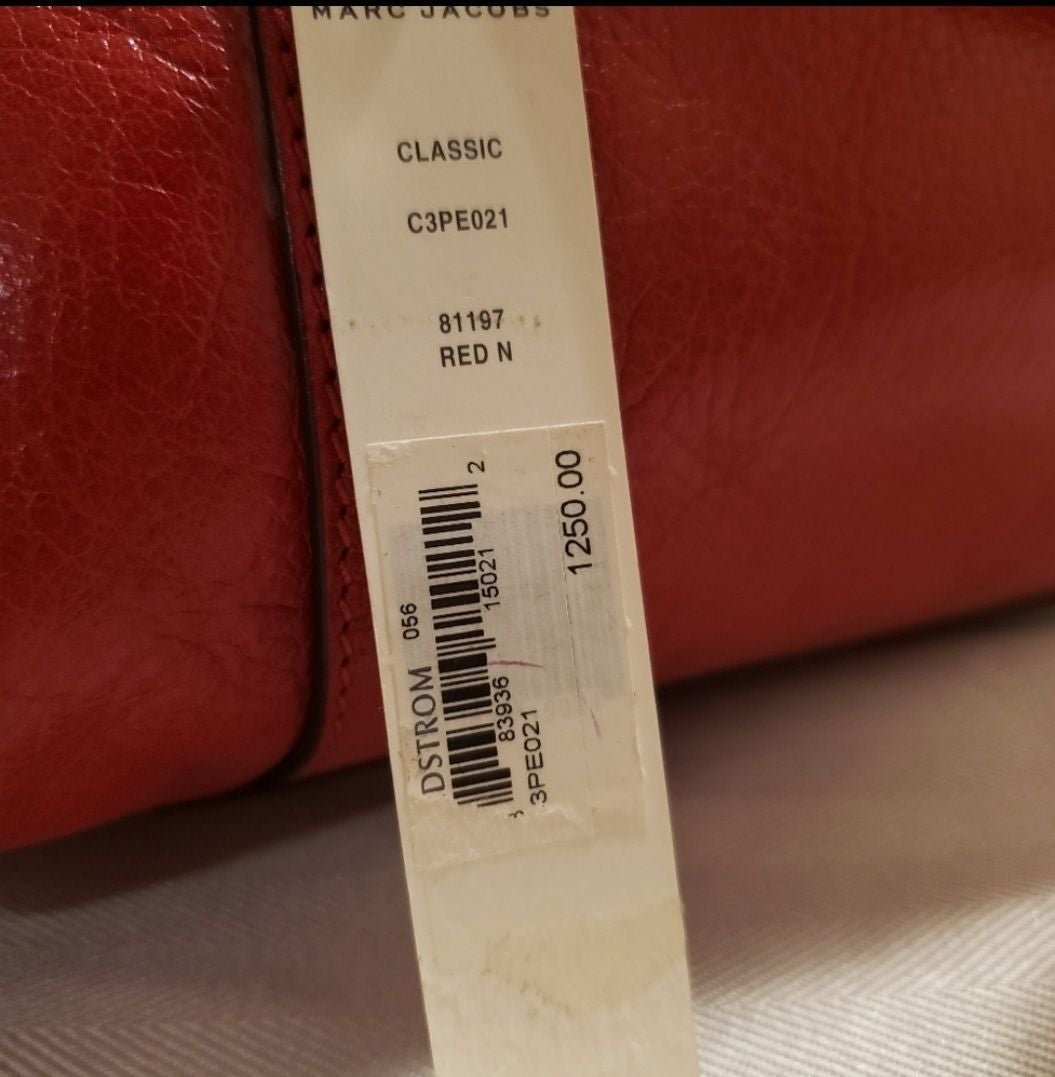 MARC JACOBS
CLASSIC
C3PE021
81197
RED N
DSTROM 056
83936 15021 2
3PE021
1250.00